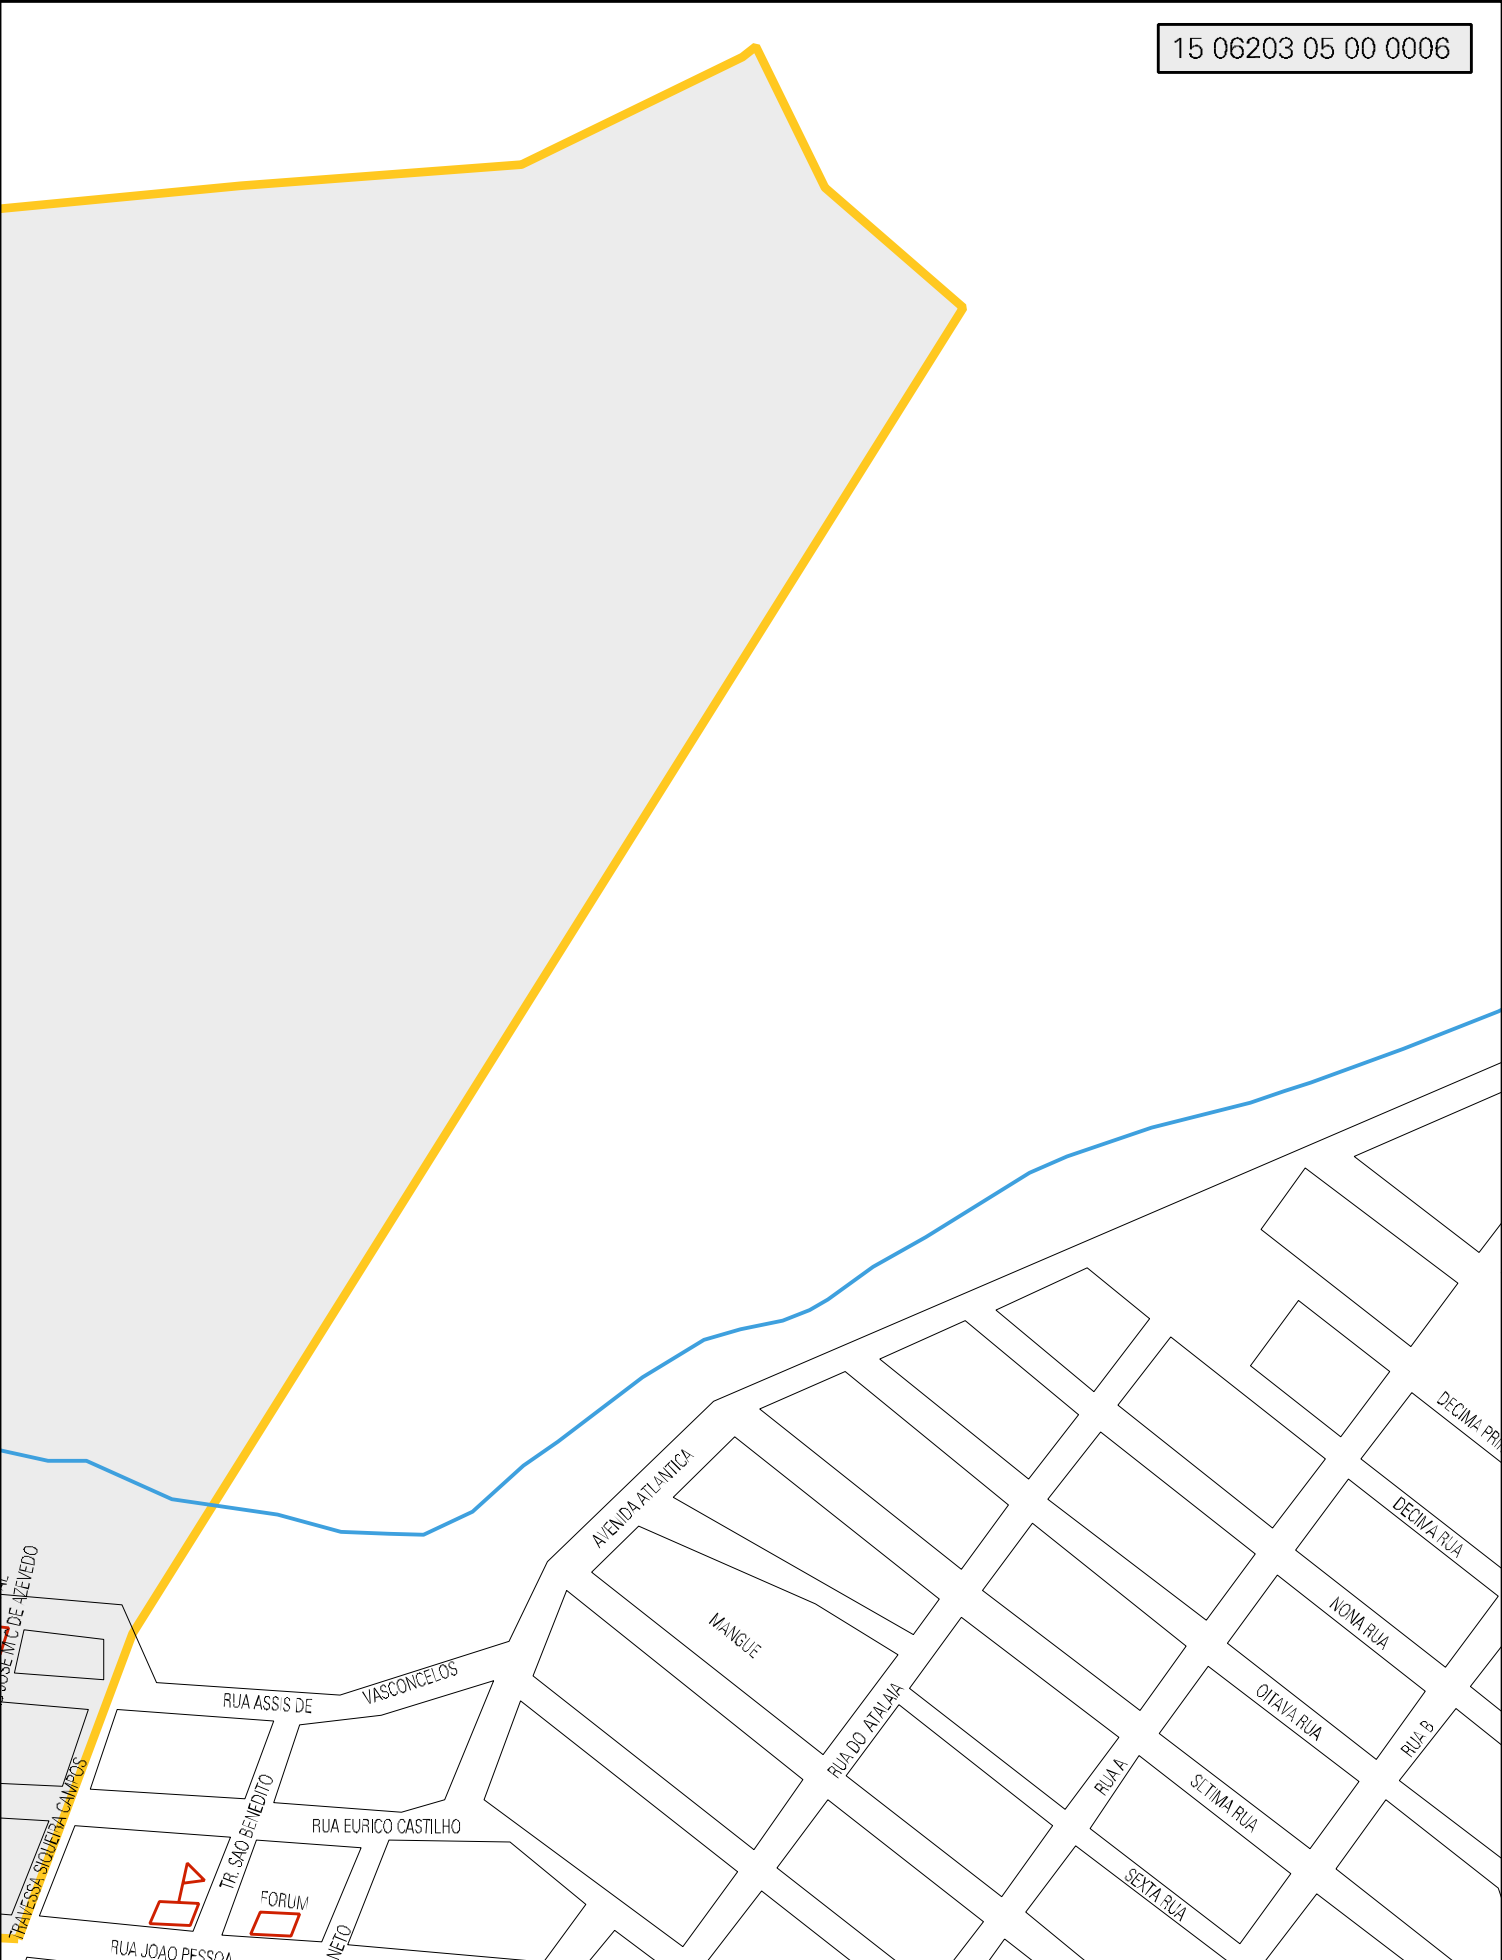 15 06203 05 00 0006
DECIMA
DECIMA RUA
AVENIDA ATLANTICA
NONA RUA
MANGUE
OITAVA RUA
RUA DO ATALAIA
RUA B
RUA A
SETIMA RUA
SEXTA RUA
DE AZEVEDO
RUA ASSIS DE
VASCONCELOS
TRAVESSA SIQUEIRA CAMPOS
TR. SAO BENEDITO
RUA EURICO CASTILHO
FORUM
NETO
RUA JOAO PESSOA